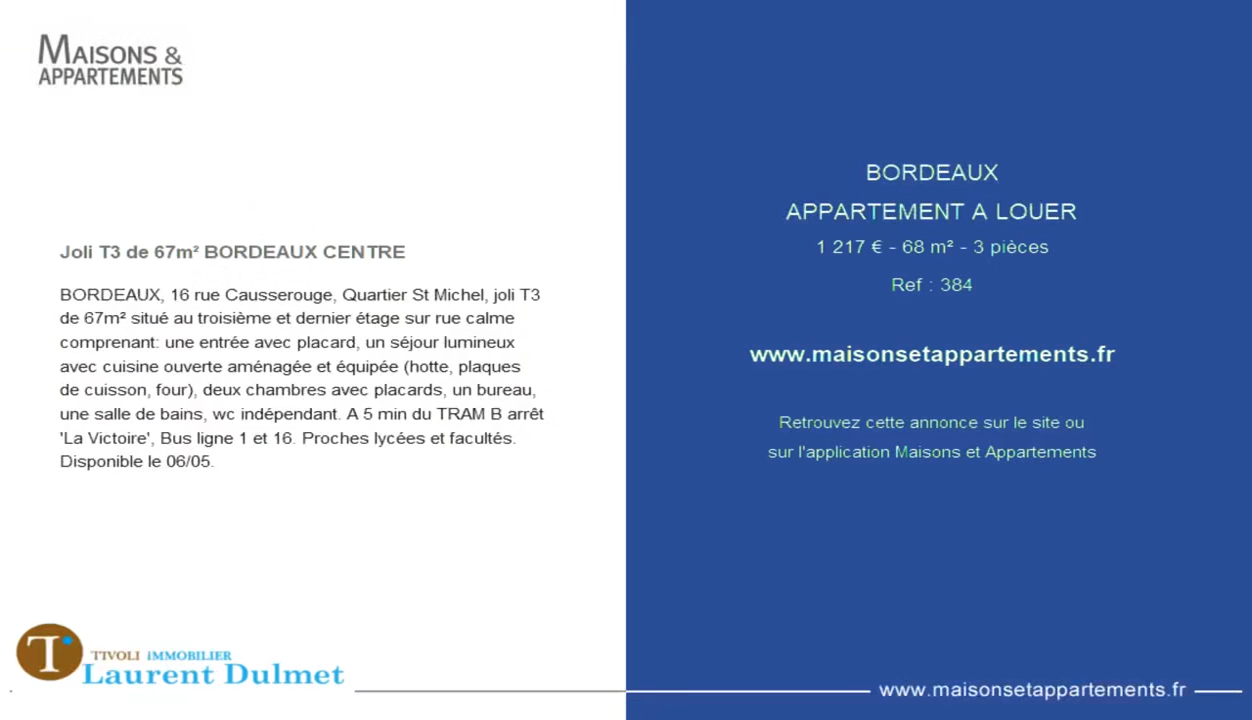 MAISONS &
APPARTEMENTS
Joli T3 de 67m² BORDEAUX CENTRE
BORDEAUX, 16 rue Causserouge, Quartier St Michel, joli T3
de 67m² situé au troisième et dernier étage sur rue calme
comprenant: une entrée avec placard, un séjour lumineux
avec cuisine ouverte aménagée et équipée (hotte, plaques
de cuisson, four), deux chambres avec placards, un bureau,
une salle de bains, wc indépendant. A 5 min du TRAM B arrêt
'La Victoire', Bus ligne 1 et 16. Proches lycées et facultés.
Disponible le 06/05.
BORDEAUX
APPARTEMENT A LOUER
1 217 € - 68 m² - 3 pièces
Ref : 384
www.maisonsetappartements.fr
Retrouvez cette annonce sur le site ou
sur l'application Maisons et Appartements
T
TIVOLI IMMOBILIER
Laurent Dulmet
www.maisonsetappartements.fr